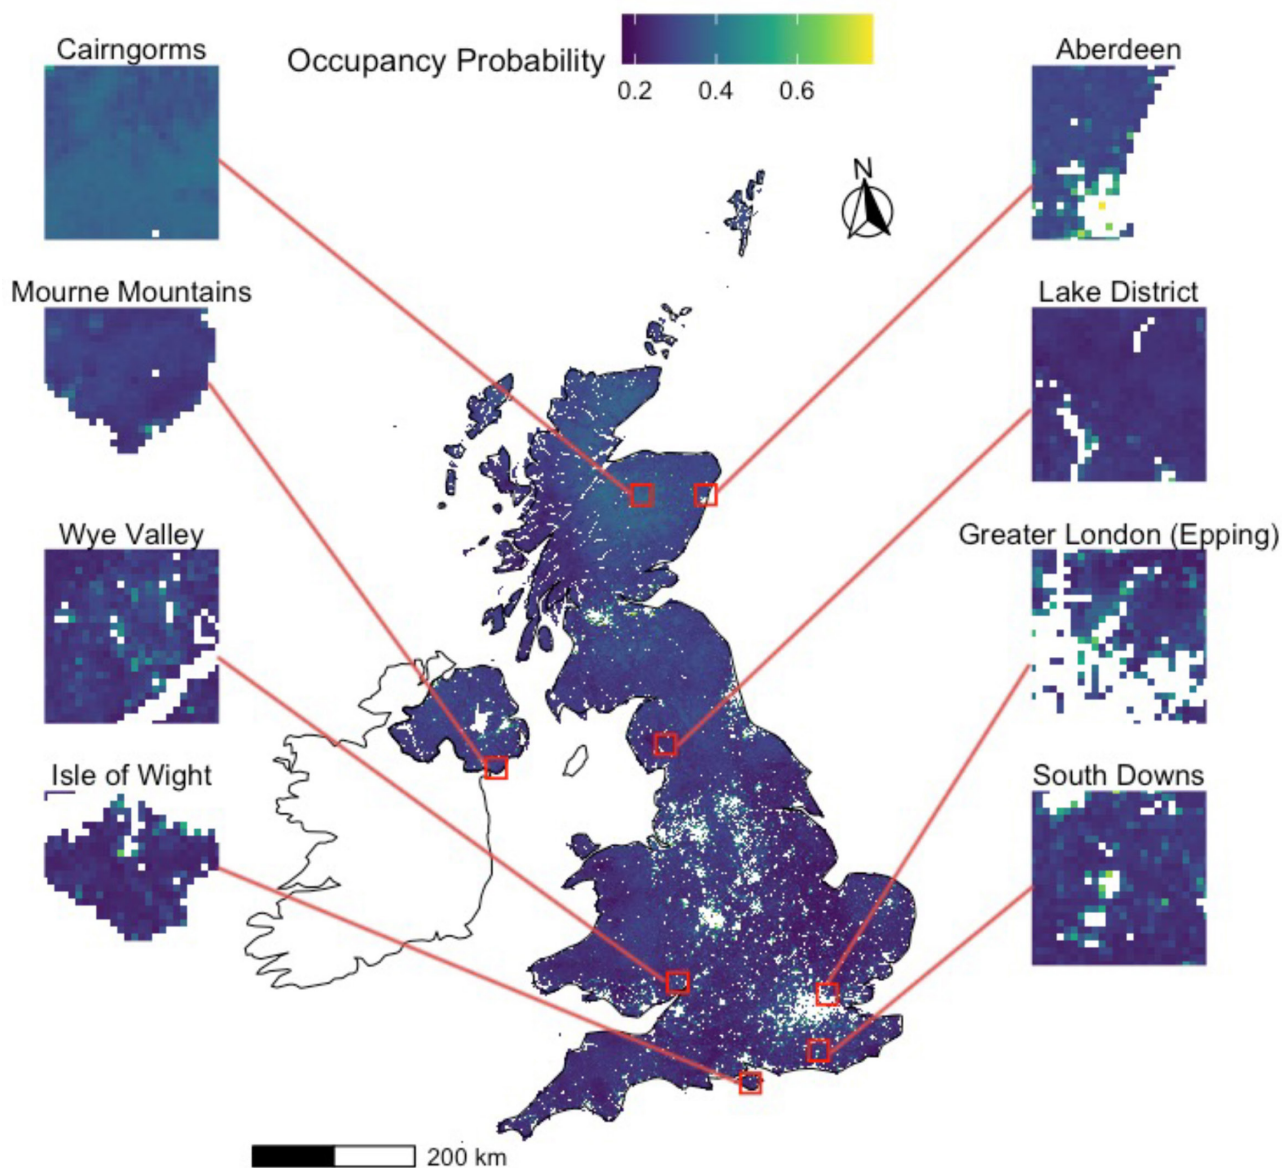 Cairngorms
Occupancy Probability
0.2 0.4 0.6
Aberdeen
N
Mourne Mountains
Lake District
Wye Valley
Greater London (Epping)
Isle of Wight
South Downs
200 km